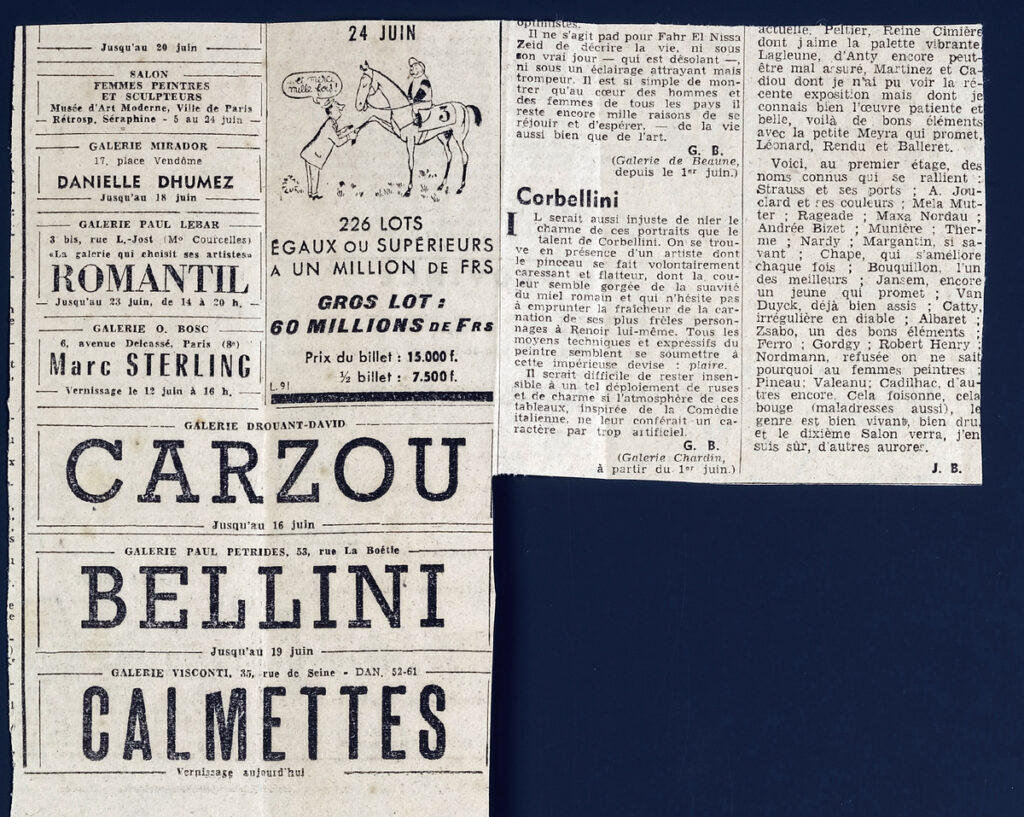 Jusqu'au 20 juin
SALON
FEMMES PEINTRES
ET SCULPTEURS
Musée d'Art Moderne, Ville de Paris
Rétrosp. Séraphine - 5 au 24 juin
GALERIE MIRADOR
17, place Vendôme
DANIELLE DHUMEZ
Jusqu'au 18 juin
GALERIE PAUL LEBAR
3 bis, rue L.-Jost (Mo Courcelles)
«La galerie qui choisit ses artistes»
ROMANTIL
Jusqu'au 23 juin, de 14 à 20 h.
GALERIE O. BOSC
6, avenue Delcassé, Paris (8e)
Marc STERLING
Vernissage le 12 juin à 16 h.
24 JUIN
et merci
mille fois!
3
226 LOTS
ÉGAUX OU SUPÉRIEURS
A UN MILLION DE FRS
GROS LOT :
60 MILLIONS DE FRS
Prix du billet : 15.000 f.
½ billet : 7.500 f.
L. 91
GALERIE DROUANT-DAVID
CARZOU
Jusqu'au 16 juin
GALERIE PAUL PETRIDES, 53, rue La Boétie
BELLINI
Jusqu'au 19 juin
GALERIE VISCONTI, 35, rue de Seine - DAN. 52-61
CALMETTES
Vernissage aujourd'hui
optimistes.
Il ne s'agit pad pour Fahr El Nissa
Zeid de décrire la vie, ni sous
son vrai jour — qui est désolant —,
ni sous un éclairage attrayant mais
trompeur. Il est si simple de mon-
trer qu'au cœur des hommes et
des femmes de tous les pays il
reste encore mille raisons de se
réjouir et d'espérer, — de la vie
aussi bien que de l'art.
G. B.
(Galerie de Beaune,
depuis le 1er juin.)
Corbellini
IL serait aussi injuste de nier le
charme de ces portraits que le
talent de Corbellini. On se trou-
ve en présence d'un artiste dont
le pinceau se fait volontairement
caressant et flatteur, dont la cou-
leur semble gorgée de la suavité
du miel romain et qui n'hésite pas
à emprunter la fraîcheur de la car-
nation de ses plus frêles person-
nages à Renoir lui-même. Tous les
moyens techniques et expressifs du
peintre semblent se soumettre à
cette impérieuse devise : plaire.
Il serait difficile de rester insen-
sible à un tel déploiement de ruses
et de charme si l'atmosphère de ces
tableaux, inspirée de la Comédie
italienne, ne leur conférait un ca-
ractère par trop artificiel.
G. B.
(Galerie Chardin,
à partir du 1er juin.)
actuelle, Peltier, Reine Cimière
dont j'aime la palette vibrante,
Lagleune, d'Anty encore peut-
être mal assuré, Martinez et Ca-
diou dont je n'ai pu voir la ré-
cente exposition mais dont je
connais bien l'œuvre patiente et
belle, voilà de bons éléments
avec la petite Meyra qui promet,
Léonard, Rendu et Balleret.
Voici, au premier étage, des
noms connus qui se rallient :
Strauss et ses ports ; A. Jou-
clard et ses couleurs ; Mela Mut-
ter ; Rageade ; Maxa Nordau ;
Andrée Bizet ; Munière ; Ther-
me ; Nardy ; Margantin, si sa-
vant ; Chape, qui s'améliore
chaque fois ; Bouquillon, l'un
des meilleurs ; Jansem, encore
un jeune qui promet ; Van
Duyck, déjà bien assis ; Catty,
irrégulière en diable ; Albaret ;
Zsabo, un des bons éléments ;
Ferro ; Gordgy ; Robert Henry ;
Nordmann, refusée on ne sait
pourquoi au femmes peintres ;
Pineau; Valeanu; Cadilhac, d'au-
tres encore. Cela foisonne, cela
bouge (maladresses aussi), le
genre est bien vivant, bien dru,
et le dixième Salon verra, j'en
suis sûr, d'autres aurores.
J. B.